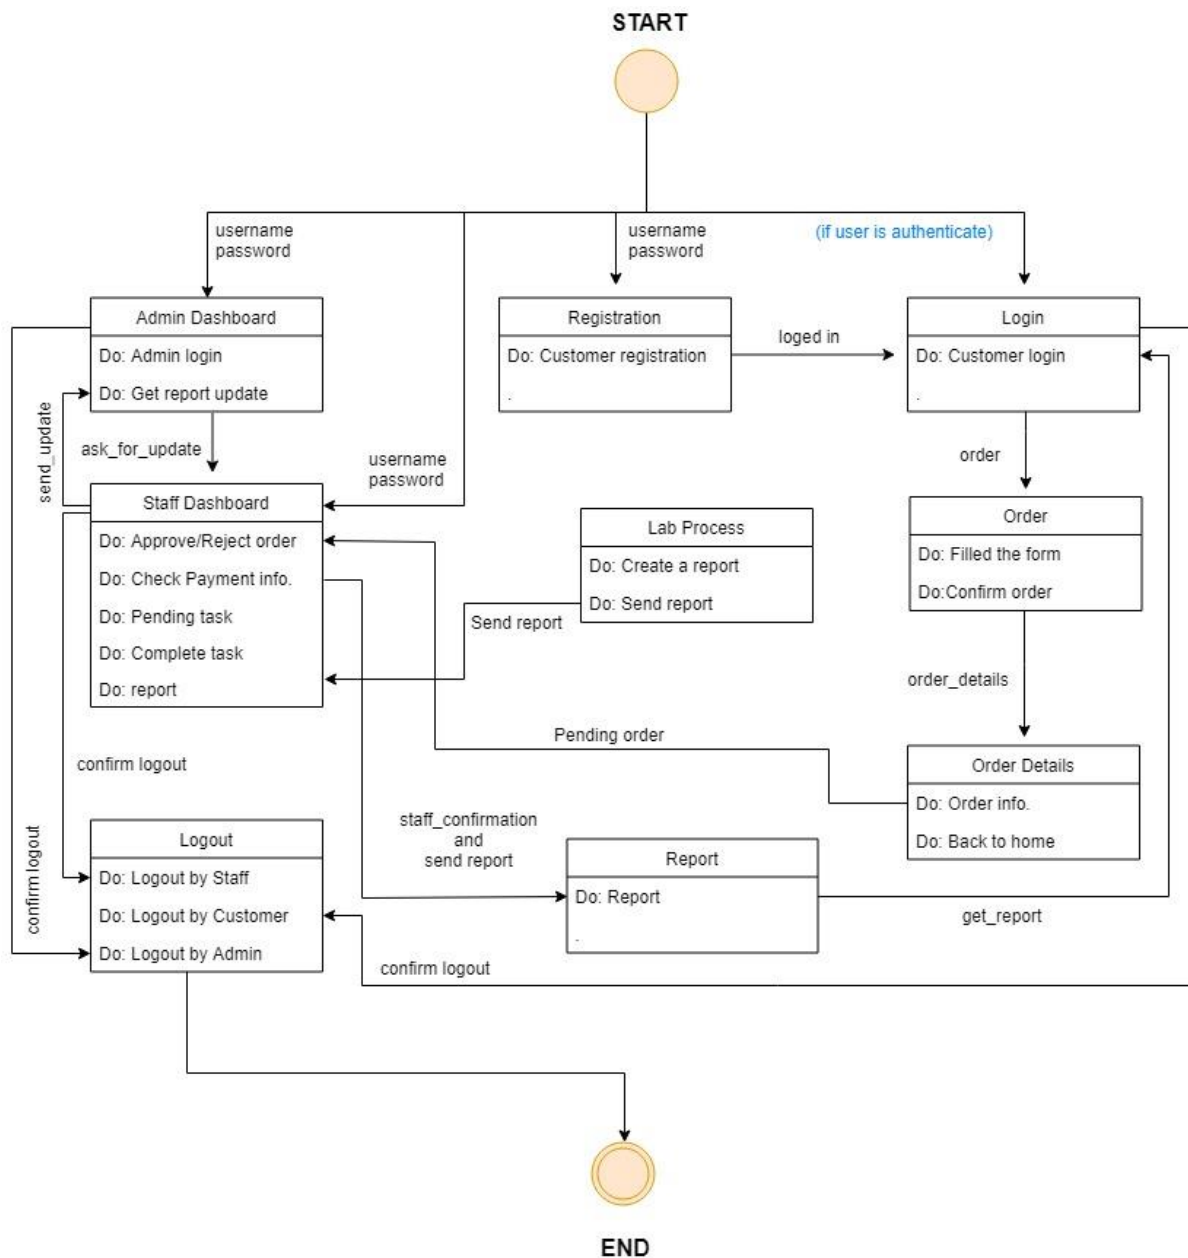 START
username
password
username
password
(if user is authenticate)
Admin Dashboard
Do: Admin login
Do: Get report update
Registration
Do: Customer registration
.
loged in
Login
Do: Customer login
.
send_update
ask_for_update
username
password
order
Staff Dashboard
Do: Approve/Reject order
Do: Check Payment info.
Do: Pending task
Do: Complete task
Do: report
Lab Process
Do: Create a report
Do: Send report
Send report
Order
Do: Filled the form
Do:Confirm order
order_details
Pending order
confirm logout
Order Details
Do: Order info.
Do: Back to home
staff_confirmation
and
send report
confirm logout
Logout
Do: Logout by Staff
Do: Logout by Customer
Do: Logout by Admin
Report
Do: Report
.
get_report
confirm logout
END